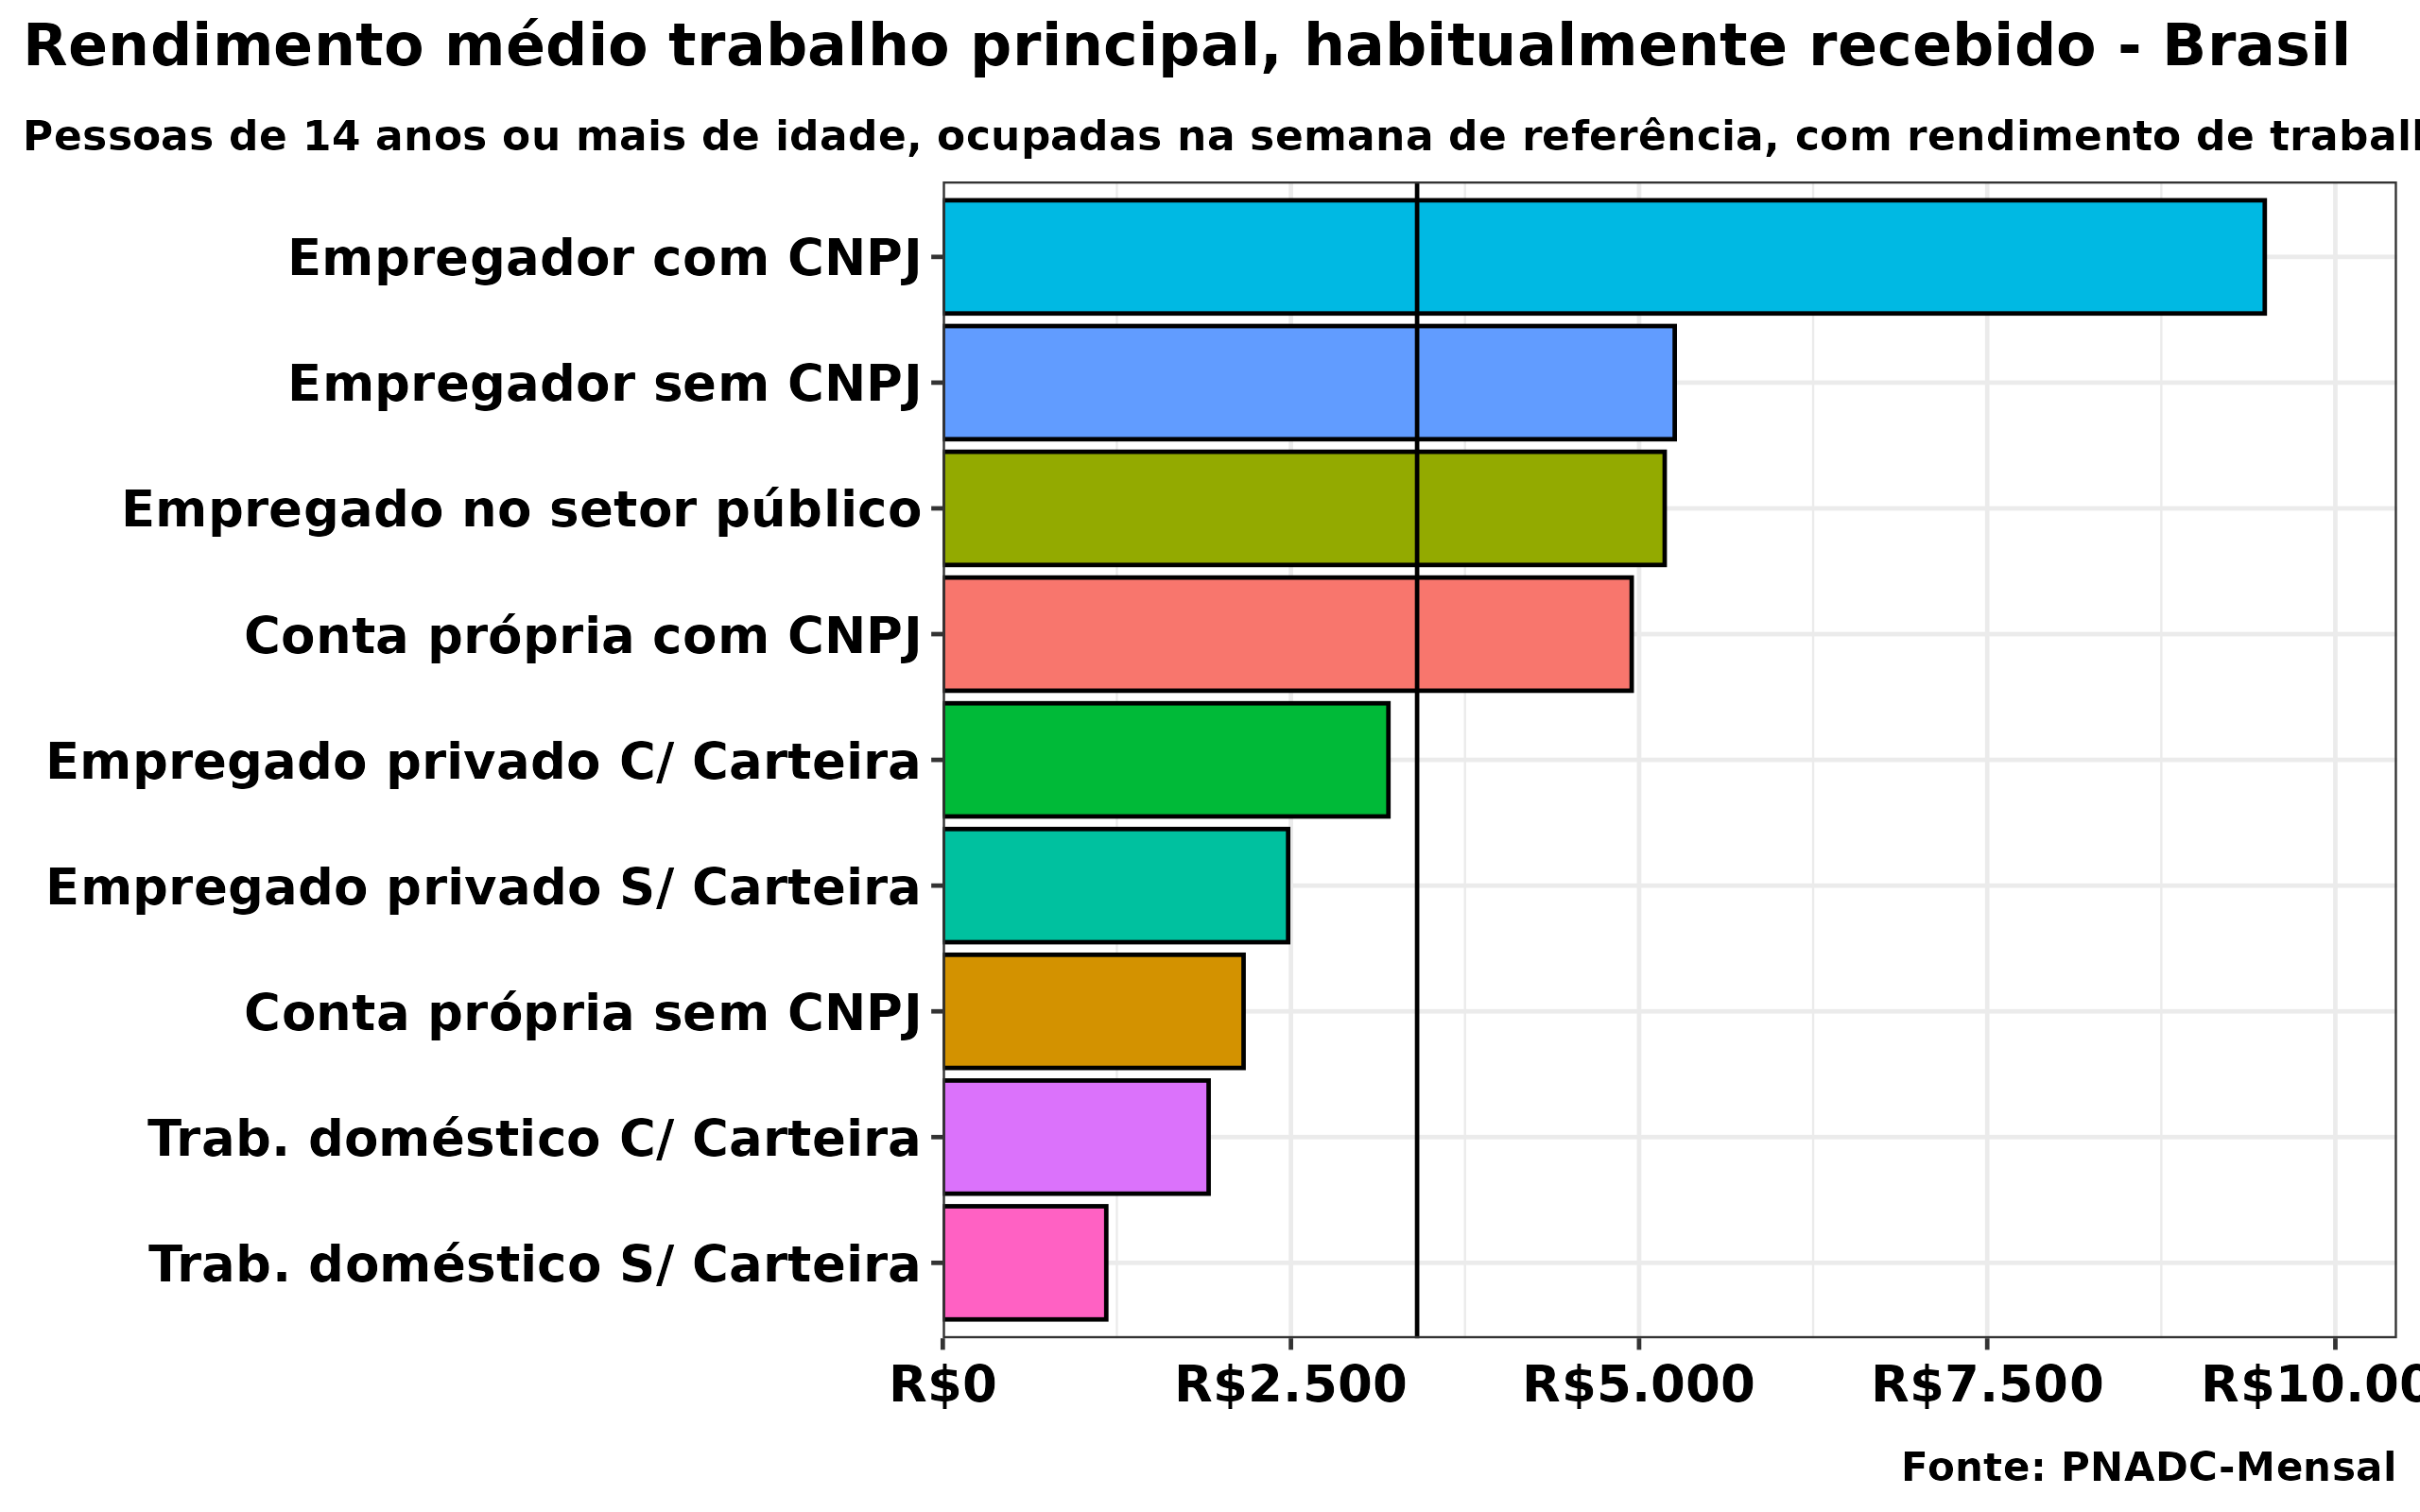 Rendimento médio trabalho principal, habitualmente recebido - Brasil
Pessoas de 14 anos ou mais de idade, ocupadas na semana de referência, com rendimento de
Empregador com CNPJ
Empregador sem CNPJ
Empregado no setor público
Conta própria com CNPJ
Empregado privado C/ Carteira
Empregado privado S/ Carteira
Conta própria sem CNPJ
Trab. doméstico C/ Carteira
Trab. doméstico S/ Carteira
R$0 R$2.500 R$5.000 R$7.500
Fonte: PNADC-Mensal